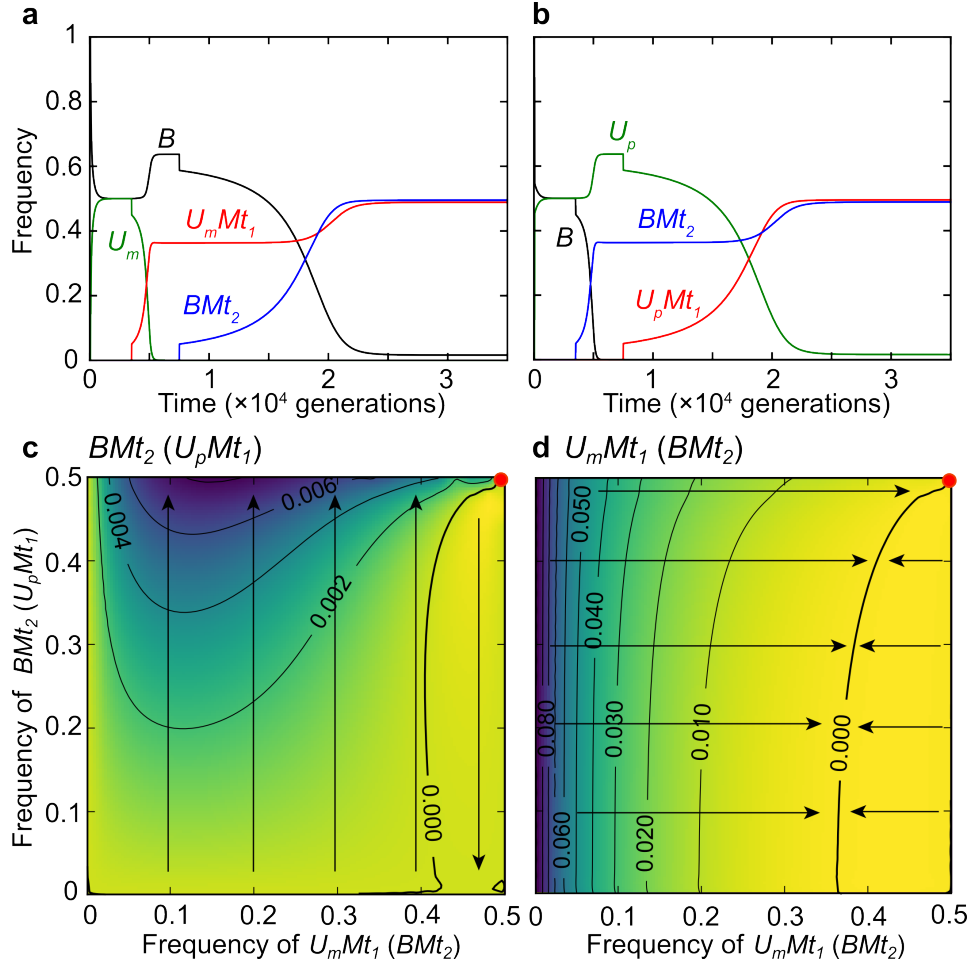 a
b
Frequency
1
0.8
0.6
0.4
0.2
0
B
U_m
U_mMt_1
BMt_2
0 1 2 3
Time (×10⁴ generations)
U_p
B
BMt_2
U_pMt_1
0 1 2 3
Time (×10⁴ generations)
c BMt_2 (U_pMt_1)
d U_mMt_1 (BMt_2)
Frequency of BMt_2 (U_pMt_1)
0.5
0.4
0.3
0.2
0.1
0
0.004
0.006
0.002
0.000
0 0.1 0.2 0.3 0.4 0.5
Frequency of U_mMt_1 (BMt_2)
0.050
0.040
0.080
0.030
0.010
0.000
0.060
0.020
0 0.1 0.2 0.3 0.4 0.5
Frequency of U_mMt_1 (BMt_2)